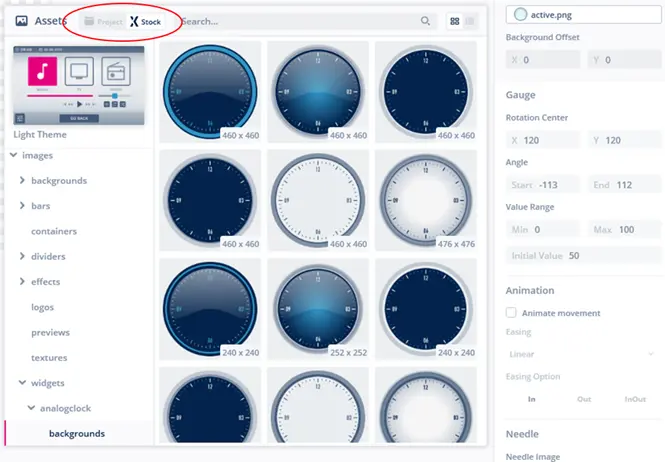 Assets
Project
Stock
Search...
Light Theme
images
backgrounds
bars
containers
dividers
effects
logos
previews
textures
widgets
analogclock
backgrounds
460 x 460
460 x 460
460 x 460
460 x 460
460 x 460
476 x 476
240 x 240
252 x 252
240 x 240
active.png
Background Offset
X 0 Y 0
Gauge
Rotation Center
X 120 Y 120
Angle
Start -113 End 112
Value Range
Min 0 Max 100
Initial Value 50
Animation
Animate movement
Easing
Linear
Easing Option
In Out InOut
Needle
Needle Image